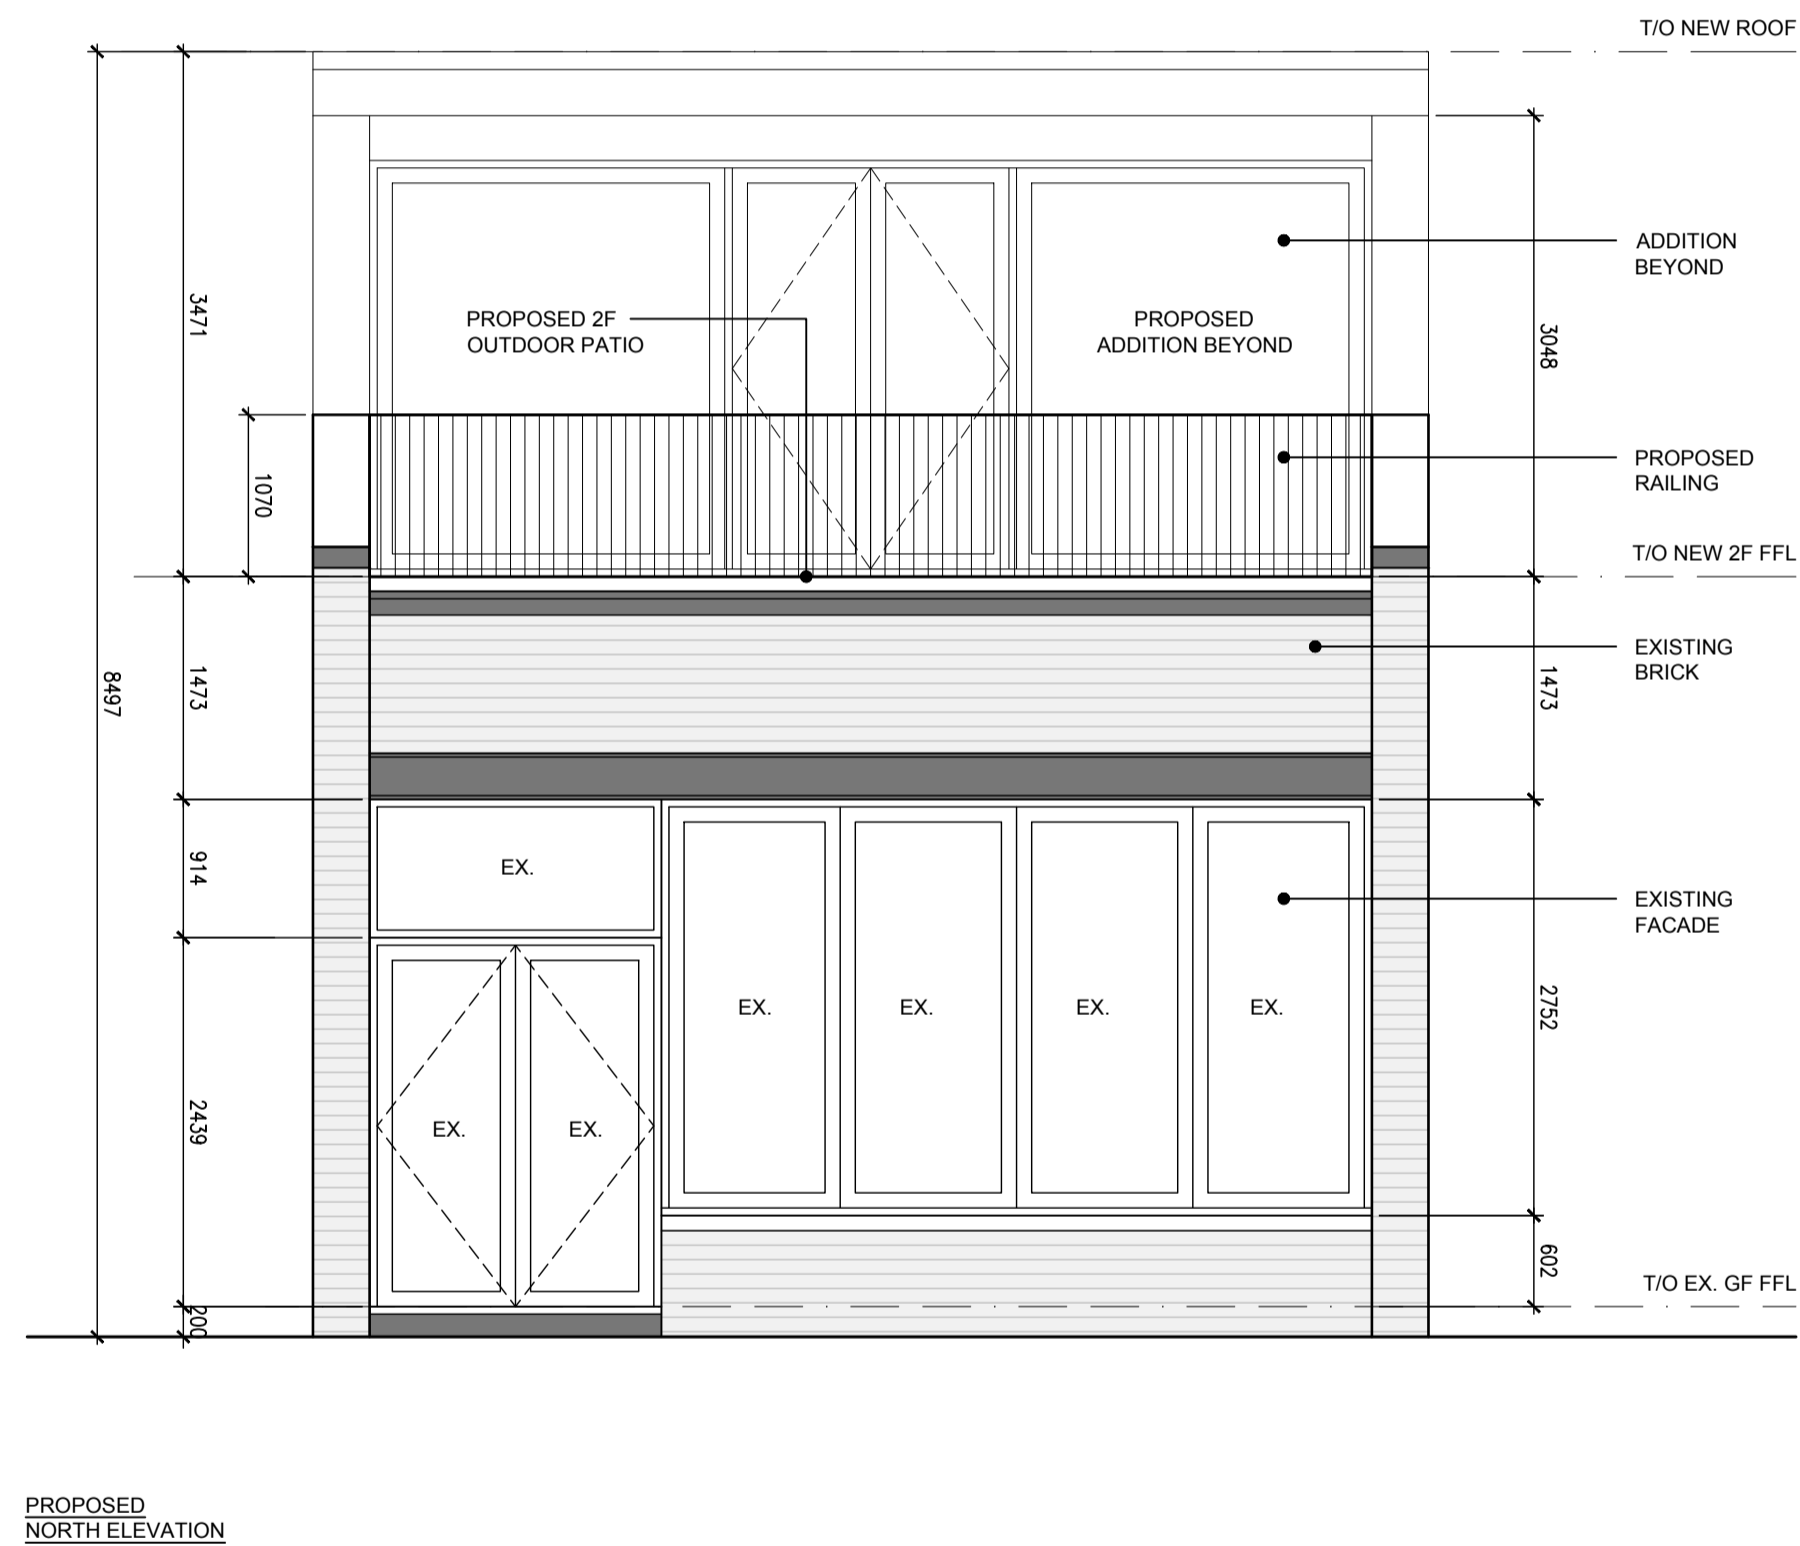 T/O NEW ROOF
ADDITION
BEYOND
3471
PROPOSED 2F
OUTDOOR PATIO
PROPOSED
ADDITION BEYOND
3048
PROPOSED
RAILING
1070
T/O NEW 2F FFL
EXISTING
BRICK
8497
1473
1473
914
EX.
EXISTING
FACADE
EX.
EX.
EX.
EX.
2752
2439
EX.
EX.
602
T/O EX. GF FFL
200
PROPOSED
NORTH ELEVATION